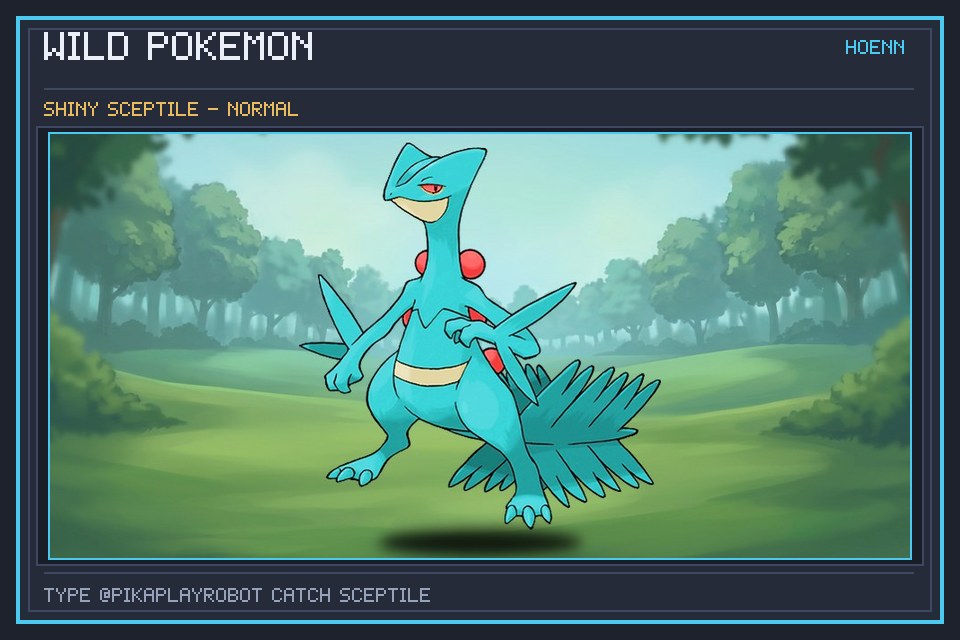 WILD POKEMON
HOENN
SHINY SCEPTILE - NORMAL
TYPE @PIKAPLAYROBOT CATCH SCEPTILE